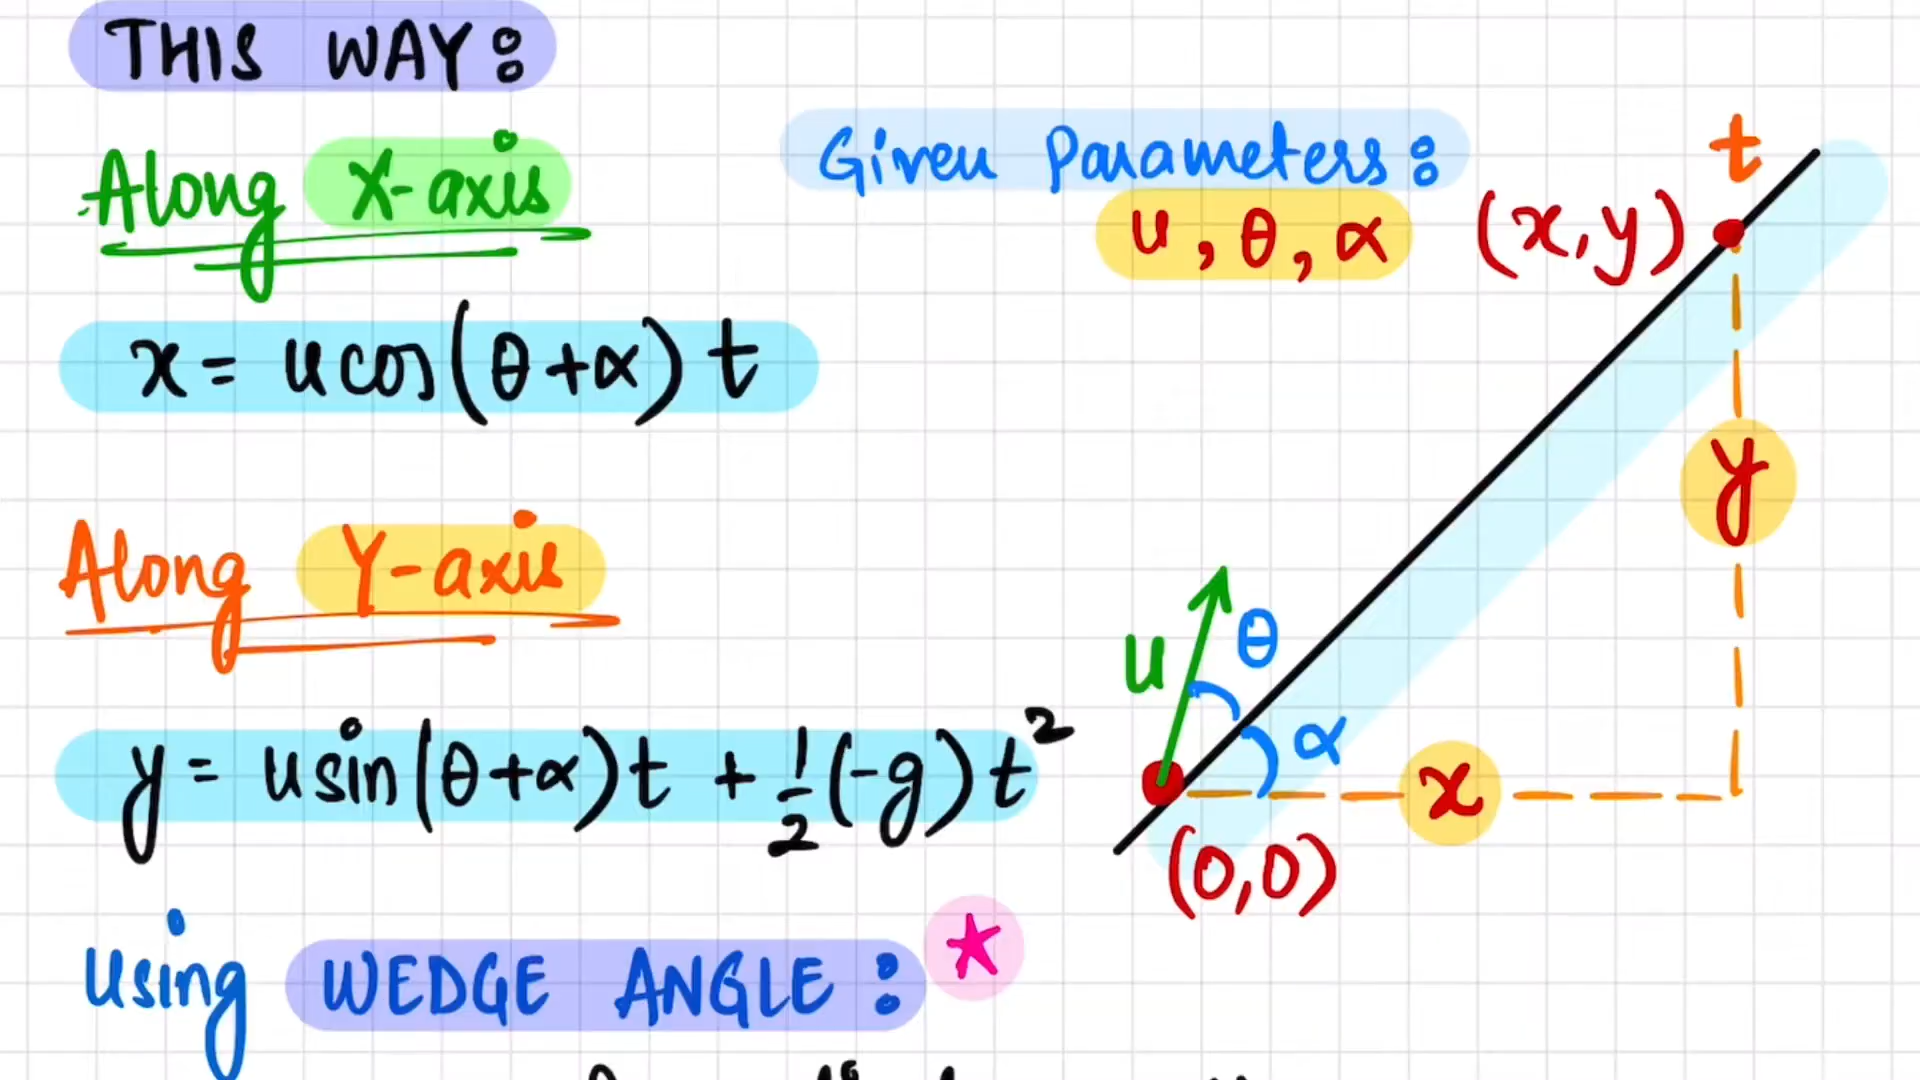 THIS WAY:
Along X-axis
x = u cos(θ+α) t
Along Y-axis
y = u sin(θ+α) t + 1/2 (-g) t²
Using WEDGE ANGLE: *
Given Parameters:
u, θ, α
t
(x,y)
y
u
θ
α
x
(0,0)